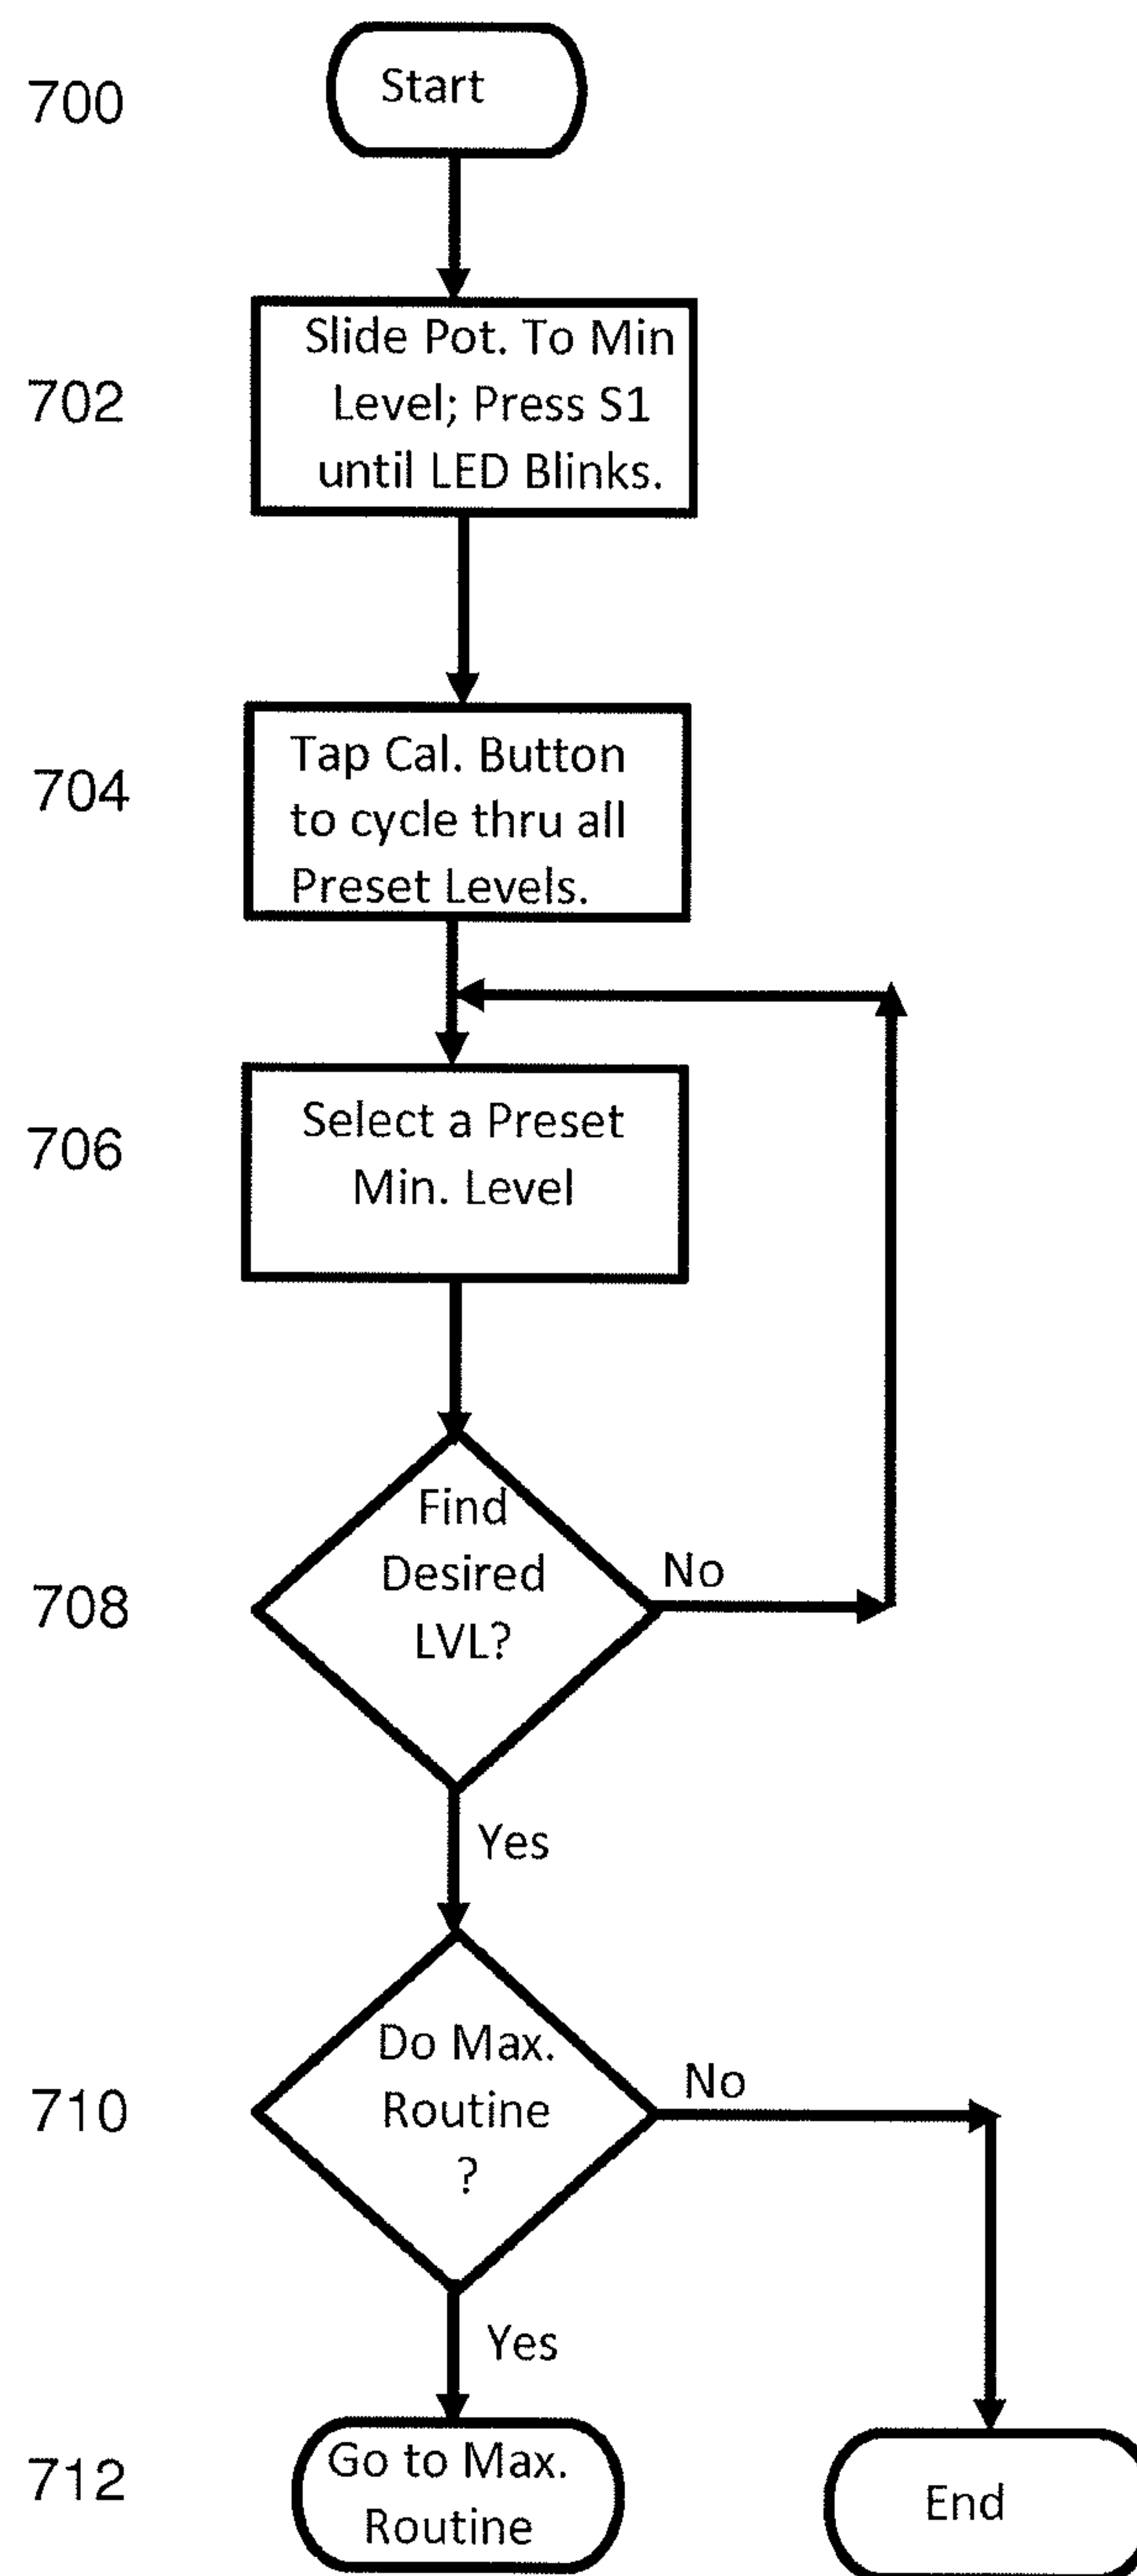 700
Start
702
Slide Pot. To Min
Level; Press S1
until LED Blinks.
704
Tap Cal. Button
to cycle thru all
Preset Levels.
706
Select a Preset
Min. Level
708
Find
Desired
LVL?
No
Yes
710
Do Max.
Routine
?
No
Yes
712
Go to Max.
Routine
End